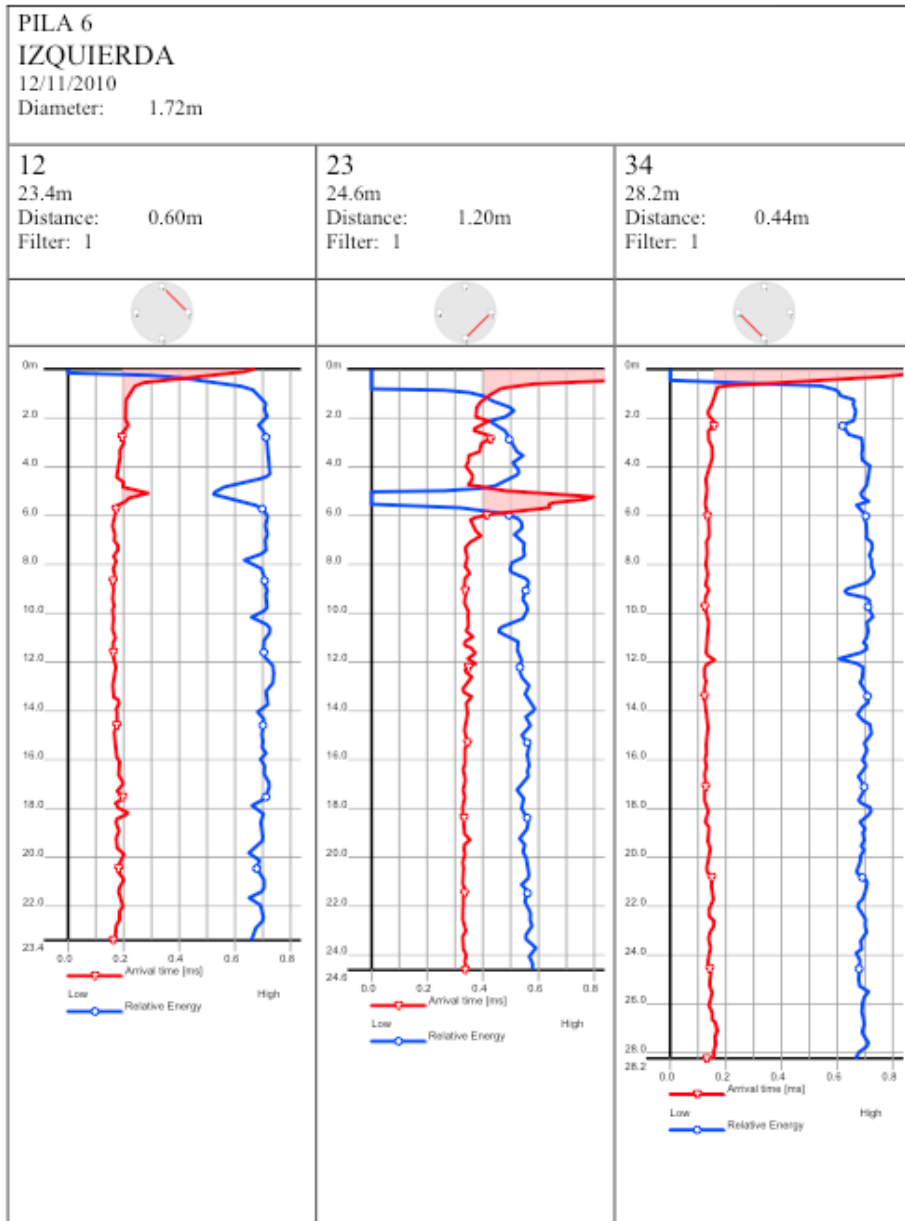 PILA 6
IZQUIERDA
12/11/2010
Diameter: 1.72m
12
23.4m
Distance: 0.60m
Filter: 1
23
24.6m
Distance: 1.20m
Filter: 1
34
28.2m
Distance: 0.44m
Filter: 1
0m
2.0
4.0
6.0
8.0
10.0
12.0
14.0
16.0
18.0
20.0
22.0
23.4
0.0 0.2 0.4 0.6 0.8
Arrival time [ms]
Low High
Relative Energy
0m
2.0
4.0
6.0
8.0
10.0
12.0
14.0
16.0
18.0
20.0
22.0
24.0
24.6
0.0 0.2 0.4 0.6 0.8
Arrival time [ms]
Low High
Relative Energy
0m
2.0
4.0
6.0
8.0
10.0
12.0
14.0
16.0
18.0
20.0
22.0
24.0
26.0
28.0
28.2
0.0 0.2 0.4 0.6 0.8
Arrival time [ms]
Low High
Relative Energy